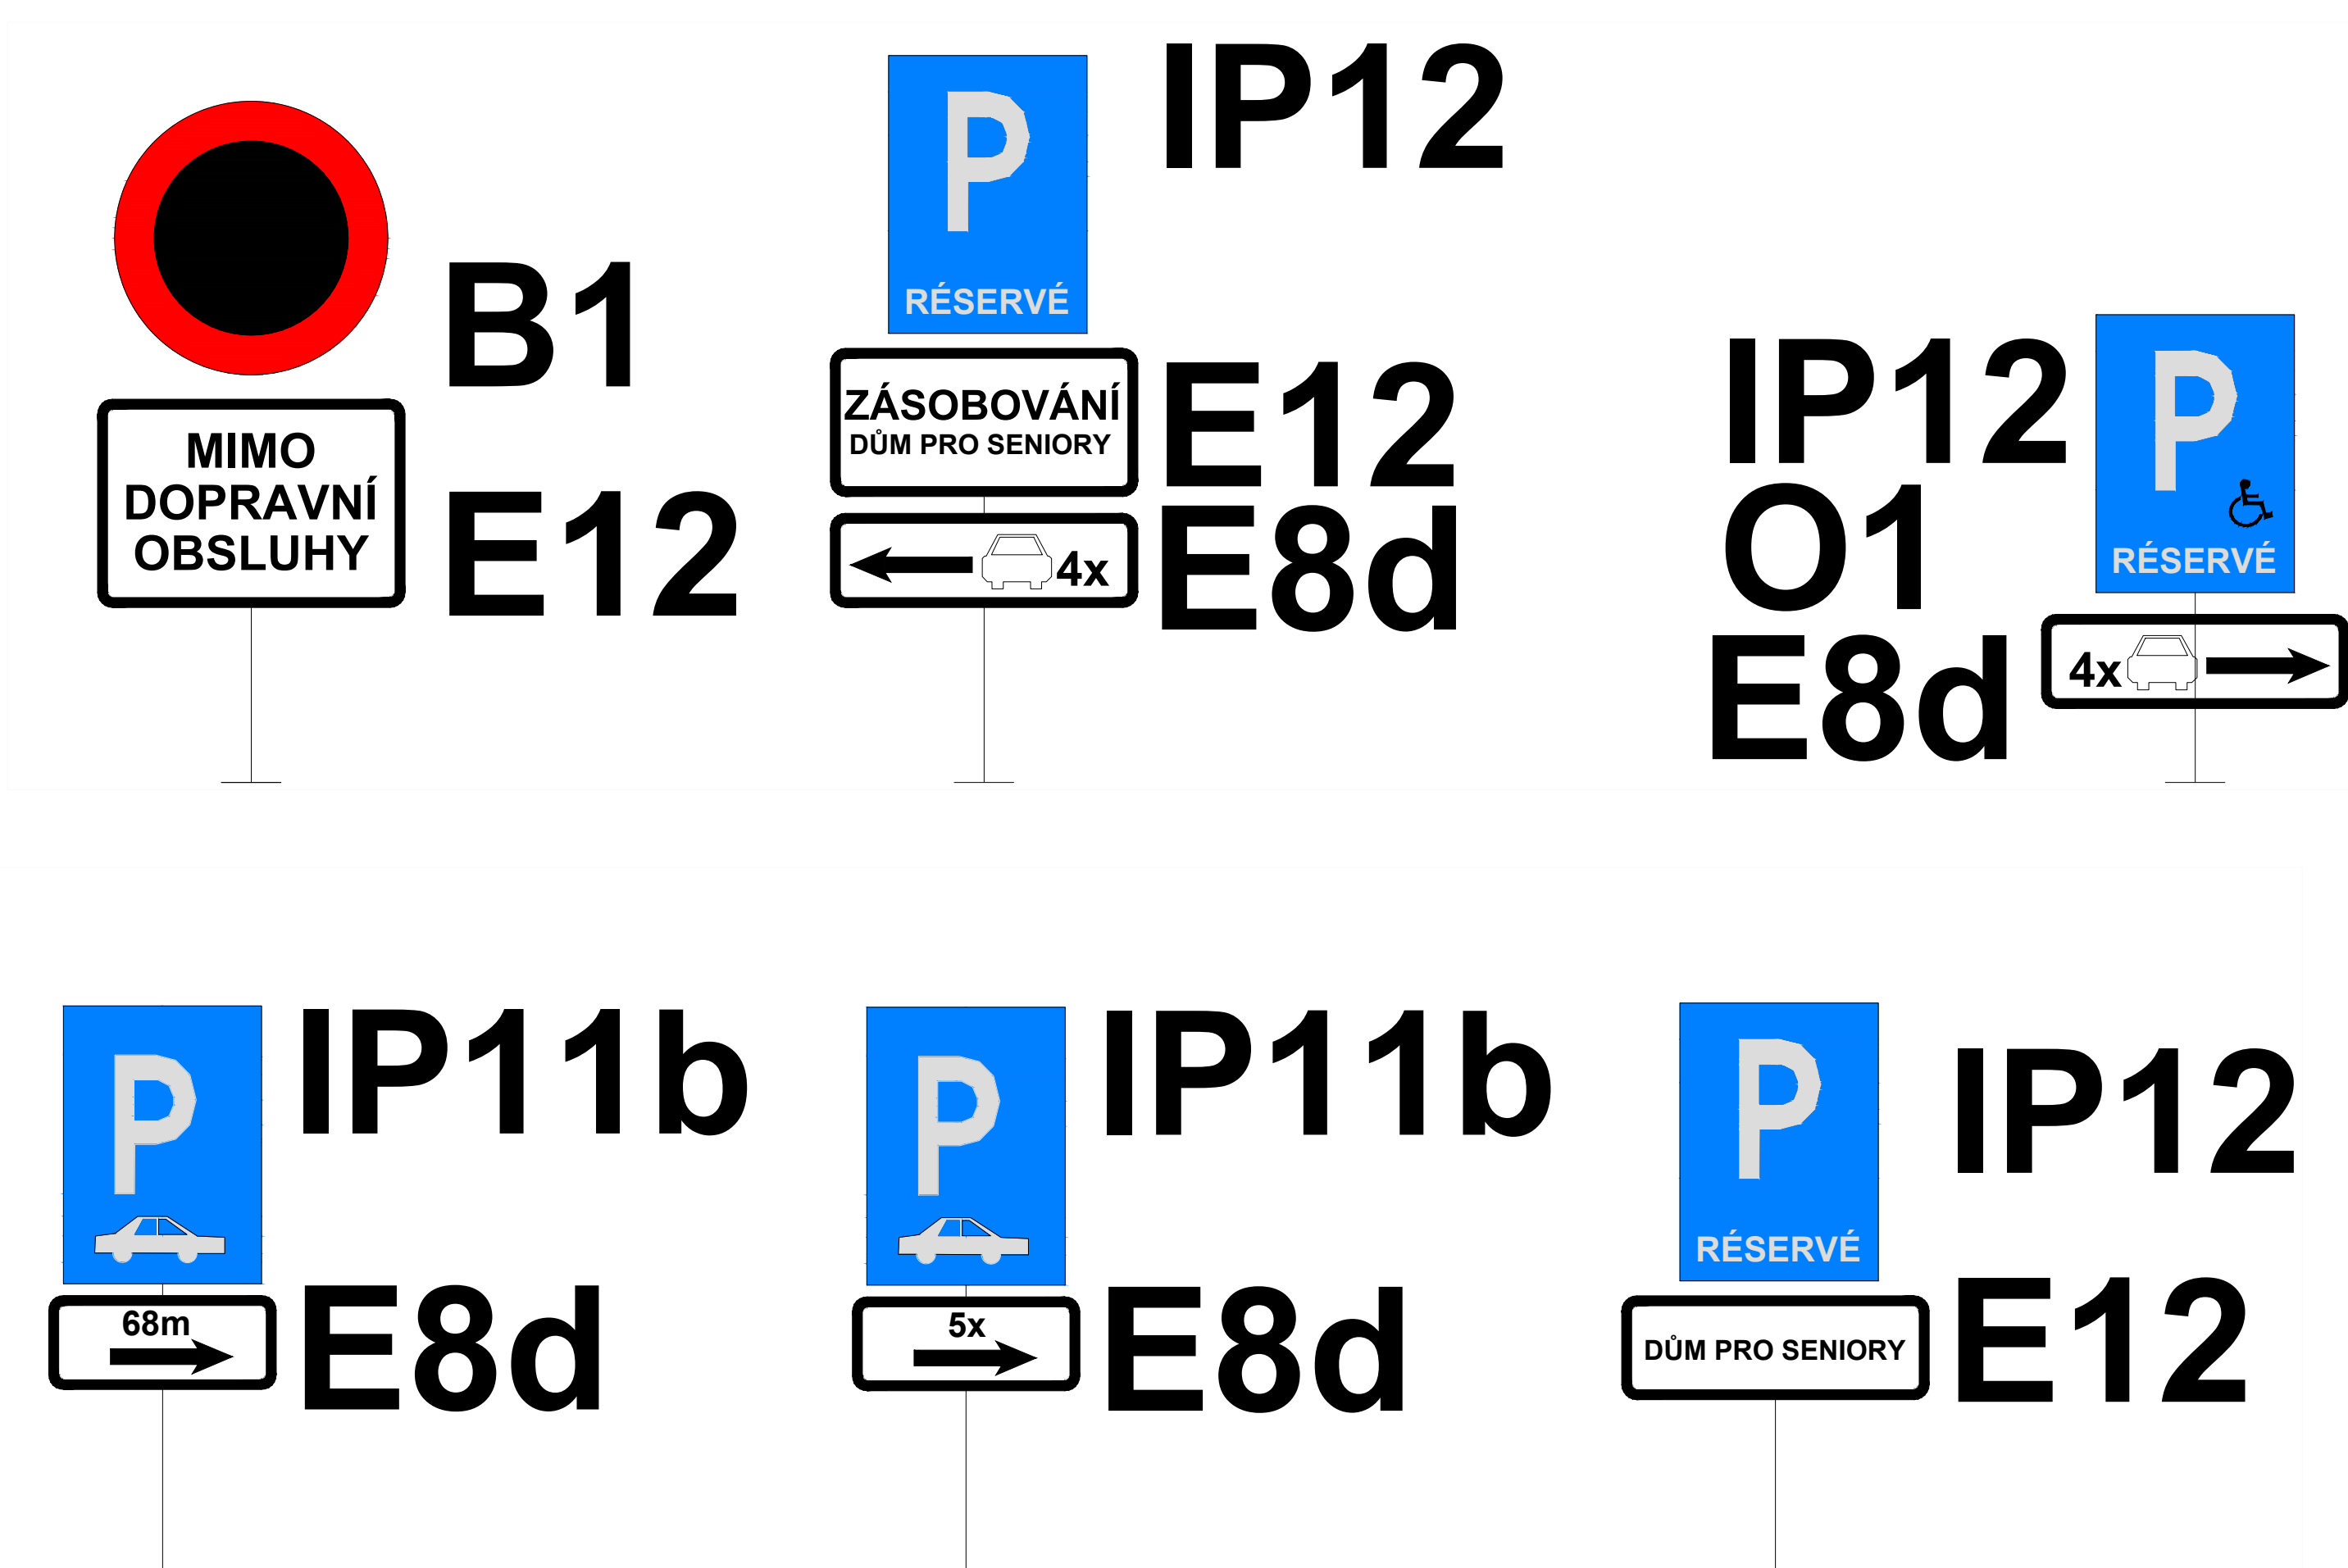 B1
MIMO
DOPRAVNÍ
OBSLUHY
E12
P
RÉSERVÉ
IP12
ZÁSOBOVÁNÍ
DŮM PRO SENIORY
E12
4x
E8d
IP12
O1
E8d
P
RÉSERVÉ
4x
P
IP11b
68m
E8d
P
IP11b
5x
E8d
P
RÉSERVÉ
IP12
DŮM PRO SENIORY
E12